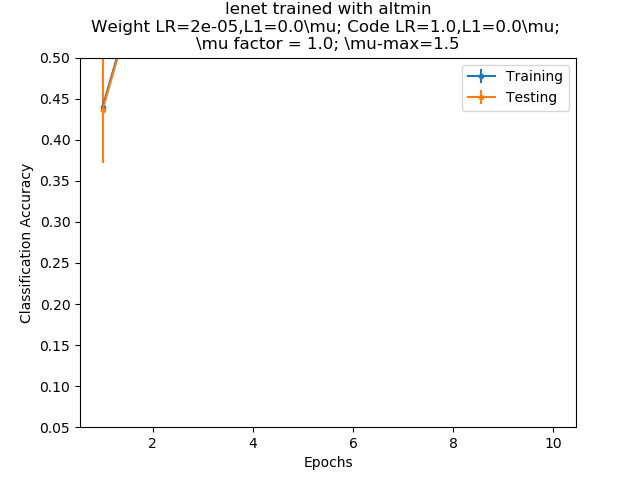 lenet trained with altmin
Weight LR=2e-05,L1=0.0\mu; Code LR=1.0,L1=0.0\mu;
\mu factor = 1.0; \mu-max=1.5
Training
Testing
Classification Accuracy
0.50
0.45
0.40
0.35
0.30
0.25
0.20
0.15
0.10
0.05
2 4 6 8 10
Epochs